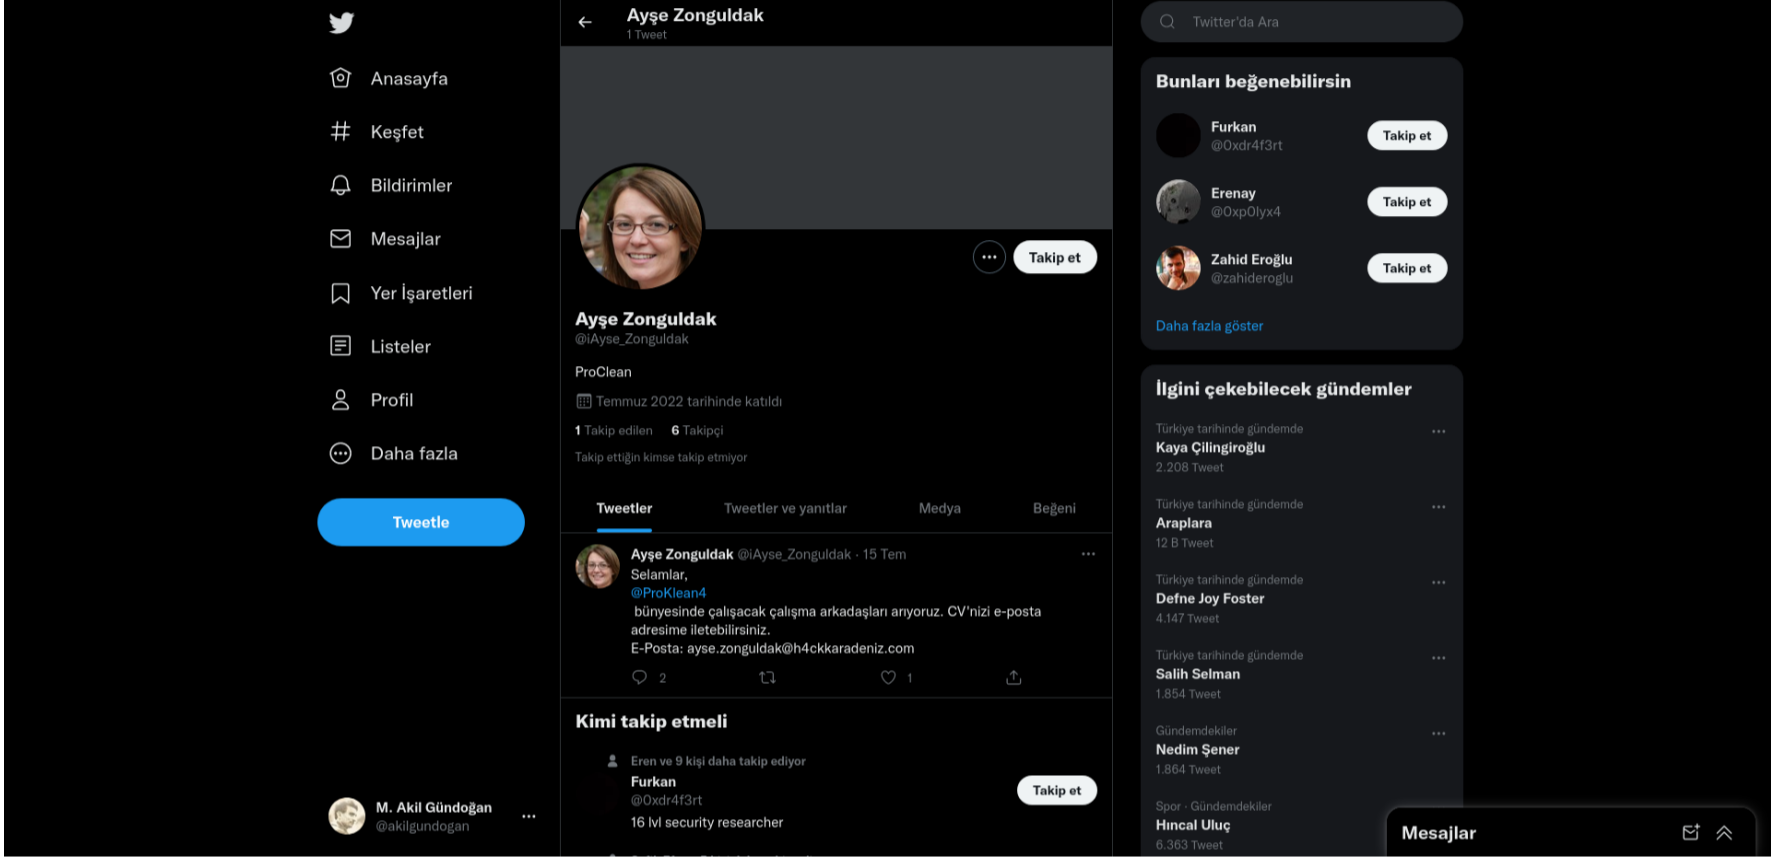 Anasayfa
Keşfet
Bildirimler
Mesajlar
Yer İşaretleri
Listeler
Profil
Daha fazla
Tweetle
M. Akil Gündoğan
@akilgundogan
Ayşe Zonguldak
1 Tweet
Takip et
Ayşe Zonguldak
@iAyse_Zonguldak
ProClean
Temmuz 2022 tarihinde katıldı
1 Takip edilen 6 Takipçi
Takip ettiğin kimse takip etmiyor
Tweetler Tweetler ve yanıtlar Medya Beğeni
Ayşe Zonguldak @iAyse_Zonguldak · 15 Tem
Selamlar,
@ProKlean4
bünyesinde çalışacak çalışma arkadaşları arıyoruz. CV'nizi e-posta
adresime iletebilirsiniz.
E-Posta: ayse.zonguldak@h4ckkaradeniz.com
2 1
Kimi takip etmeli
Eren ve 9 kişi daha takip ediyor
Furkan
@0xdr4f3rt
Takip et
16 lvl security researcher
Twitter'da Ara
Bunları beğenebilirsin
Furkan
@0xdr4f3rt
Takip et
Erenay
@0xp0lyx4
Takip et
Zahid Eroğlu
@zahideroglu
Takip et
Daha fazla göster
İlgini çekebilecek gündemler
Türkiye tarihinde gündemde
Kaya Çilingiroğlu
2.208 Tweet
Türkiye tarihinde gündemde
Araplara
12 B Tweet
Türkiye tarihinde gündemde
Defne Joy Foster
4.147 Tweet
Türkiye tarihinde gündemde
Salih Selman
1.854 Tweet
Gündemdekiler
Nedim Şener
1.864 Tweet
Spor · Gündemdekiler
Hıncal Uluç
6.363 Tweet
Mesajlar